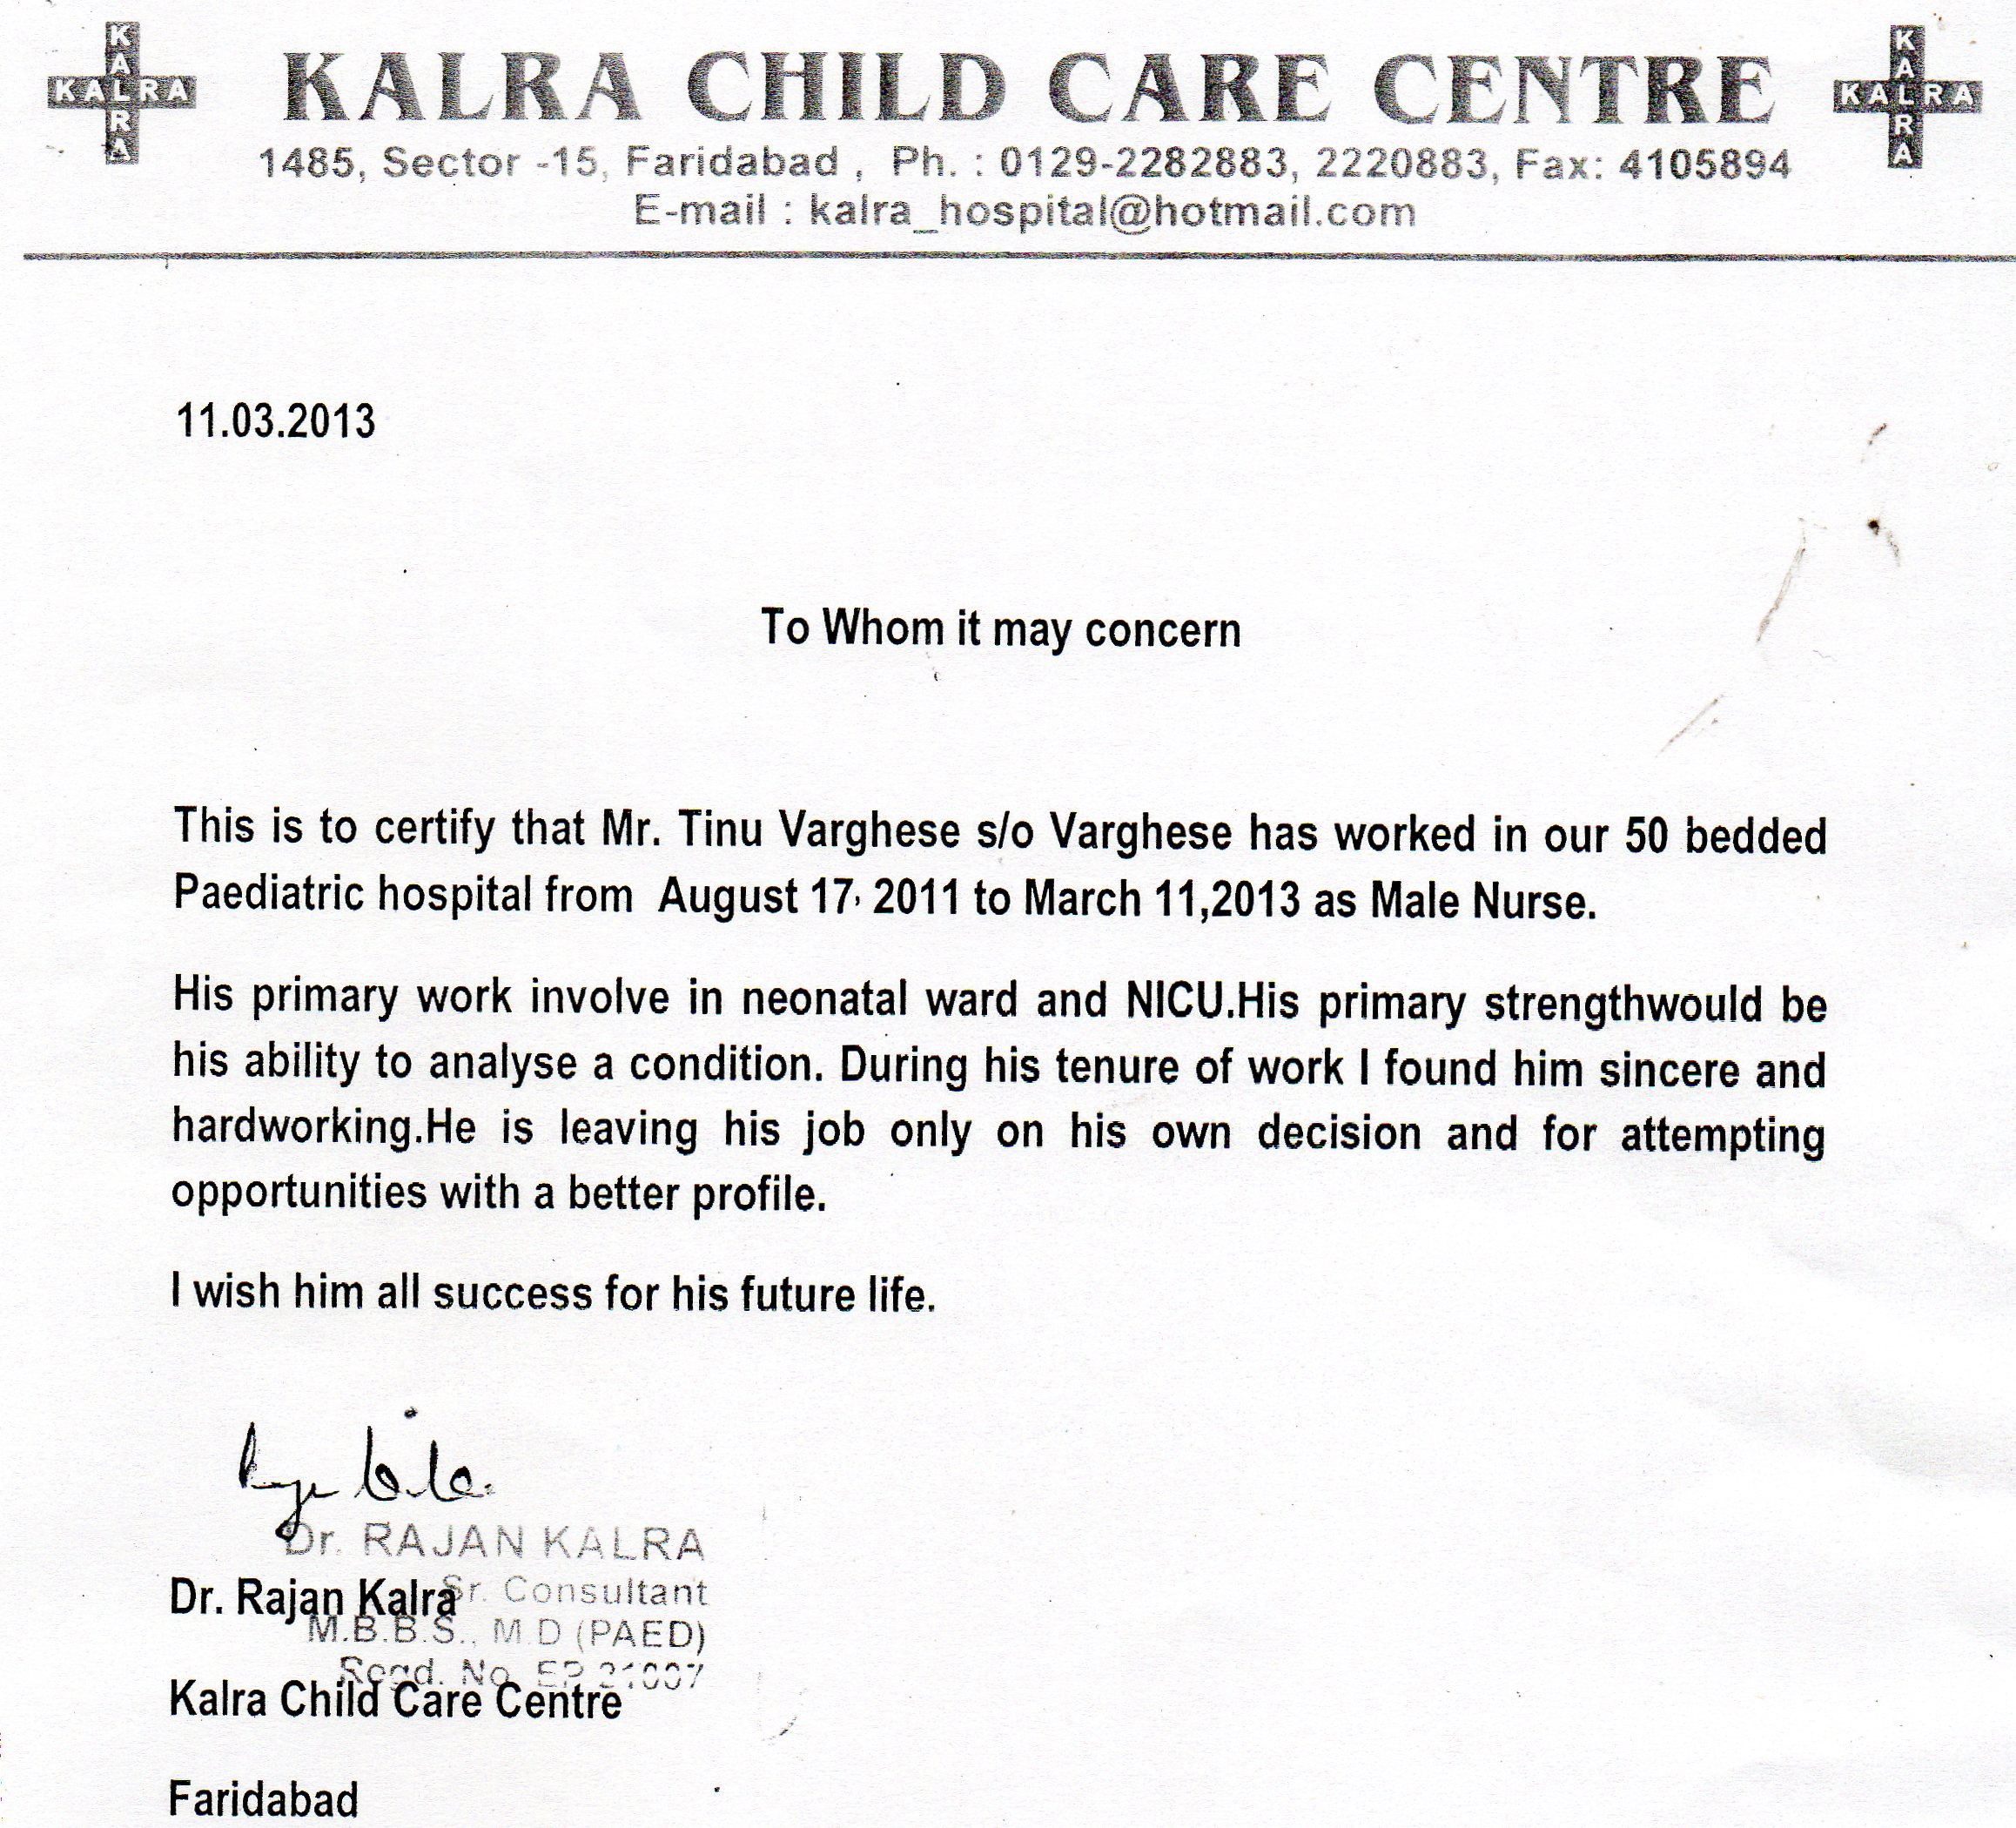 KALRA
KALRA
KALRA CHILD CARE CENTRE
KALRA
KALRA
1485, Sector -15, Faridabad , Ph. : 0129-2282883, 2220883, Fax: 4105894
E-mail : kalra_hospital@hotmail.com
11.03.2013
To Whom it may concern
This is to certify that Mr. Tinu Varghese s/o Varghese has worked in our 50 bedded
Paediatric hospital from August 17, 2011 to March 11,2013 as Male Nurse.
His primary work involve in neonatal ward and NICU.His primary strengthwould be
his ability to analyse a condition. During his tenure of work I found him sincere and
hardworking.He is leaving his job only on his own decision and for attempting
opportunities with a better profile.
I wish him all success for his future life.
Dr. RAJAN KALRA
Sr. Consultant
Dr. Rajan Kalra
M.B.B.S., M.D (PAED)
Regd. No.
Kalra Child Care Centre
Faridabad